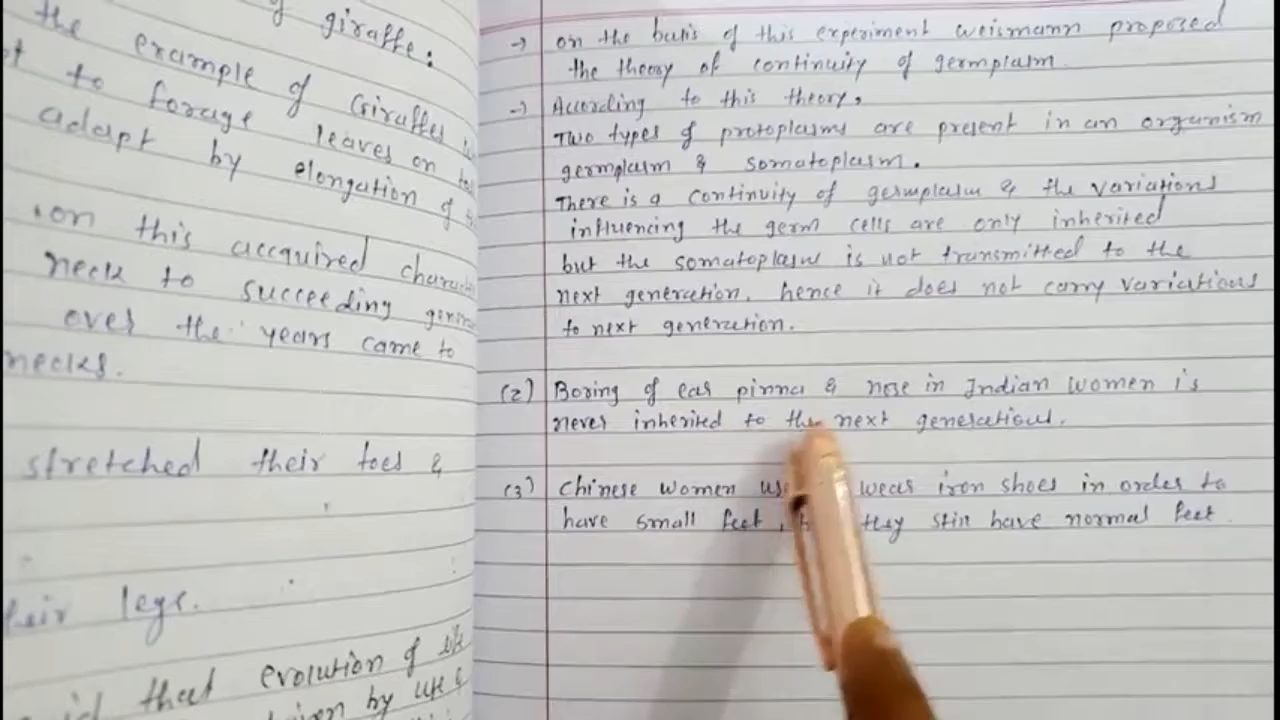 of giraffe:
the example of Giraffes
to forage leaves on
adapt by elongation of
on this accquired
neck to succeeding
over the years came to
necks.
stretched their toes &
their legs.
that evolution of
by use &
→ on the basis of this experiment weismann proposed
the theory of continuity of germplasm.
→ According to this theory,
Two types of protoplasms are present in an organism
germplasm & somatoplasm.
There is a continuity of germplasm & the variations
influencing the germ cells are only inherited
but the somatoplasm is not transmitted to the
next generation. hence it does not carry variations
to next generation.
(2) Boring of ear pinna & nose in Indian women is
never inherited to the next generations.
(3) Chinese women wear iron shoes in order to
have small feet, they still have normal feet